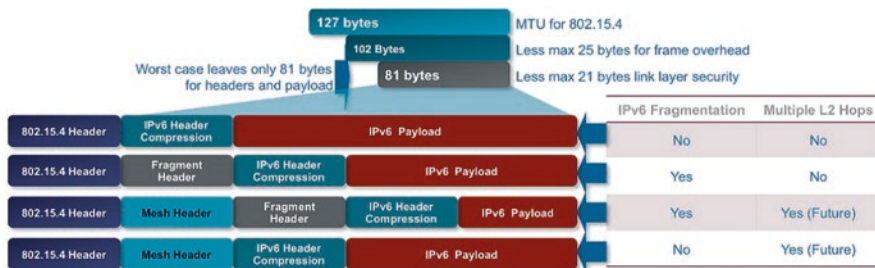 127 bytes
MTU for 802.15.4
102 Bytes
Less max 25 bytes for frame overhead
Worst case leaves only 81 bytes
for headers and payload
81 bytes
Less max 21 bytes link layer security
IPv6 Fragmentation
Multiple L2 Hops
802.15.4 Header
IPv6 Header
Compression
IPv6 Payload
No
No
802.15.4 Header
Fragment
Header
IPv6 Header
Compression
IPv6 Payload
Yes
No
802.15.4 Header
Mesh Header
Fragment
Header
IPv6 Header
Compression
IPv6 Payload
Yes
Yes (Future)
802.15.4 Header
Mesh Header
IPv6 Header
Compression
IPv6 Payload
No
Yes (Future)